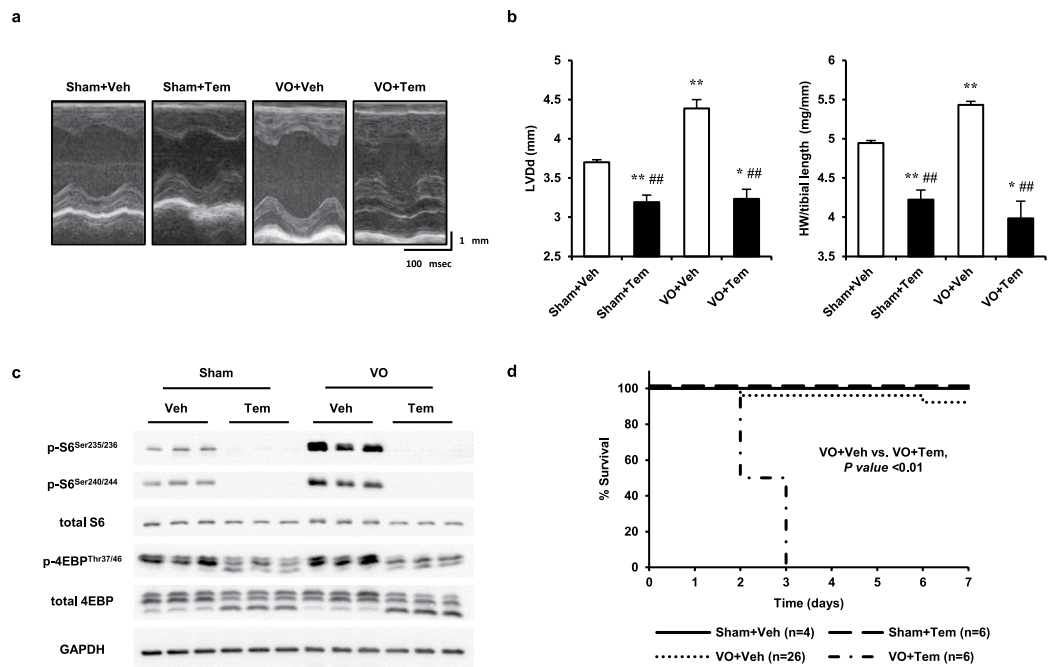 a
Sham+Veh Sham+Tem VO+Veh VO+Tem
1 mm
100 msec
b
LVDd (mm)
5
4.5
4
3.5
3
2.5
**
** ##
* ##
Sham+Veh
Sham+Tem
VO+Veh
VO+Tem
HW/tibial length (mg/mm)
6
5.5
5
4.5
4
3.5
**
** ##
* ##
Sham+Veh
Sham+Tem
VO+Veh
VO+Tem
c
Sham VO
Veh Tem Veh Tem
p-S6Ser235/236
p-S6Ser240/244
total S6
p-4EBPThr37/46
total 4EBP
GAPDH
d
% Survival
100
80
60
40
20
0
VO+Veh vs. VO+Tem,
P value <0.01
0 1 2 3 4 5 6 7
Time (days)
Sham+Veh (n=4) Sham+Tem (n=6)
VO+Veh (n=26) VO+Tem (n=6)